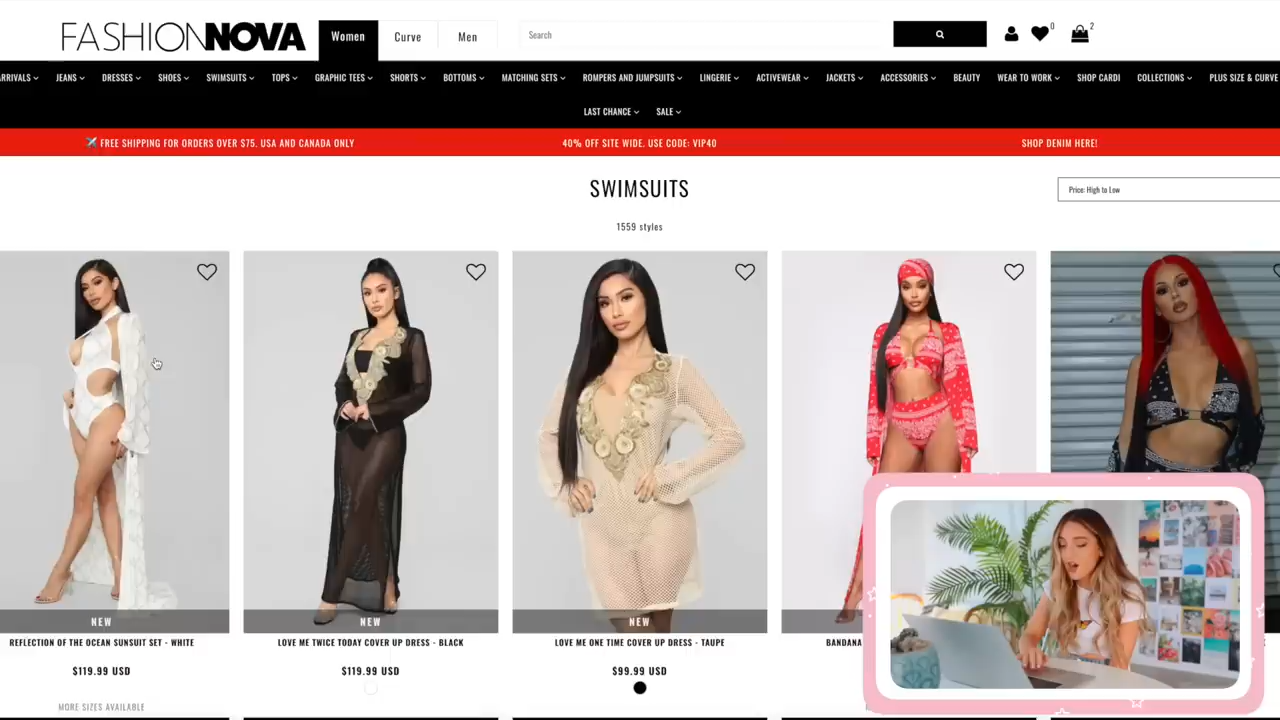 FASHIONNOVA
Women
Curve
Men
Search
0
2
RRIVALS
JEANS
DRESSES
SHOES
SWIMSUITS
TOPS
GRAPHIC TEES
SHORTS
BOTTOMS
MATCHING SETS
ROMPERS AND JUMPSUITS
LINGERIE
ACTIVEWEAR
JACKETS
ACCESSORIES
BEAUTY
WEAR TO WORK
SHOP CARDI
COLLECTIONS
PLUS SIZE & CURVE
LAST CHANCE
SALE
FREE SHIPPING FOR ORDERS OVER $75. USA AND CANADA ONLY
40% OFF SITE WIDE. USE CODE: VIP40
SHOP DENIM HERE!
SWIMSUITS
Price: High to Low
1559 styles
NEW
NEW
NEW
REFLECTION OF THE OCEAN SUNSUIT SET - WHITE
LOVE ME TWICE TODAY COVER UP DRESS - BLACK
LOVE ME ONE TIME COVER UP DRESS - TAUPE
BANDANA
$119.99 USD
$119.99 USD
$99.99 USD
MORE SIZES AVAILABLE